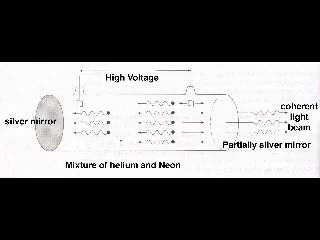 High Voltage
silver mirror
coherent
light
beam
Partially silver mirror
Mixture of helium and Neon